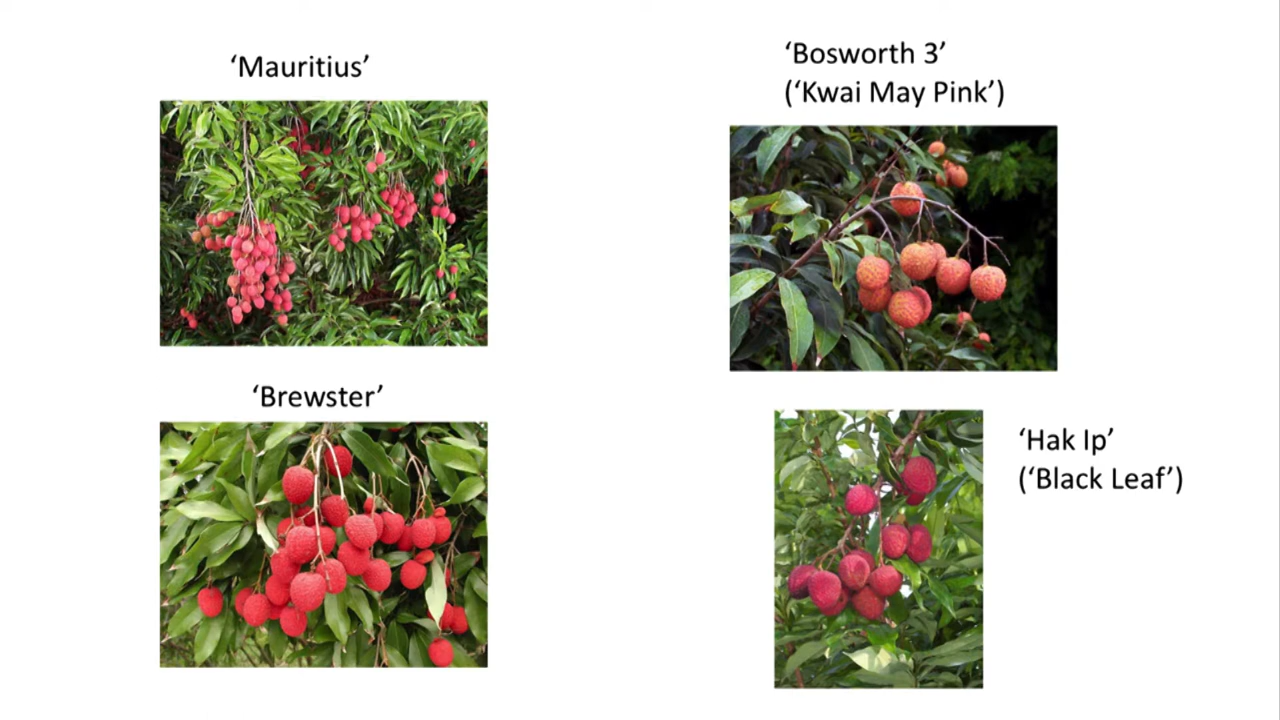 ‘Mauritius’
‘Bosworth 3’
(‘Kwai May Pink’)
‘Brewster’
‘Hak Ip’
(‘Black Leaf’)